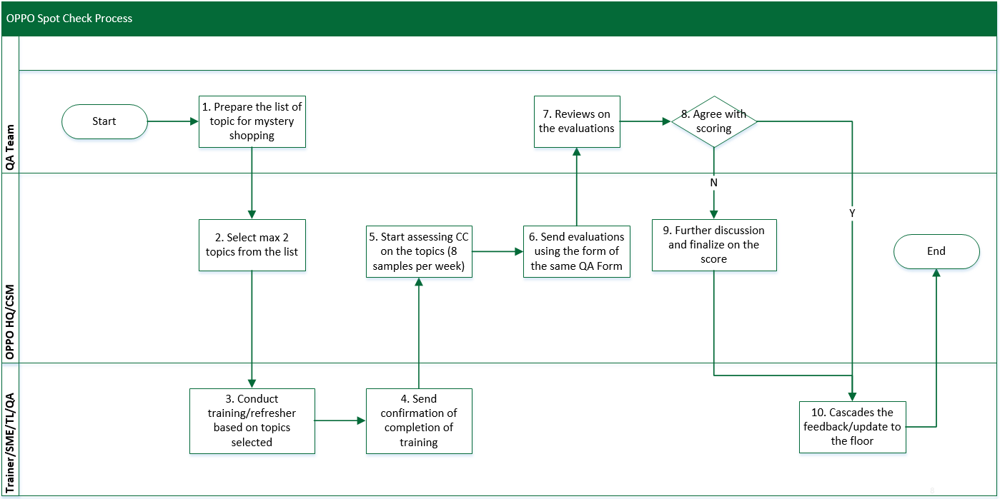 OPPO Spot Check Process
QA Team
Start
1. Prepare the list of
topic for mystery
shopping
7. Reviews on
the evaluations
8. Agree with
scoring
N
Y
OPPO HQ/CSM
2. Select max 2
topics from the list
5. Start assessing CC
on the topics (8
samples per week)
6. Send evaluations
using the form of
the same QA Form
9. Further discussion
and finalize on the
score
End
Trainer/SME/TL/QA
3. Conduct
training/refresher
based on topics
selected
4. Send
confirmation of
completion of
training
10. Cascades the
feedback/update to
the floor